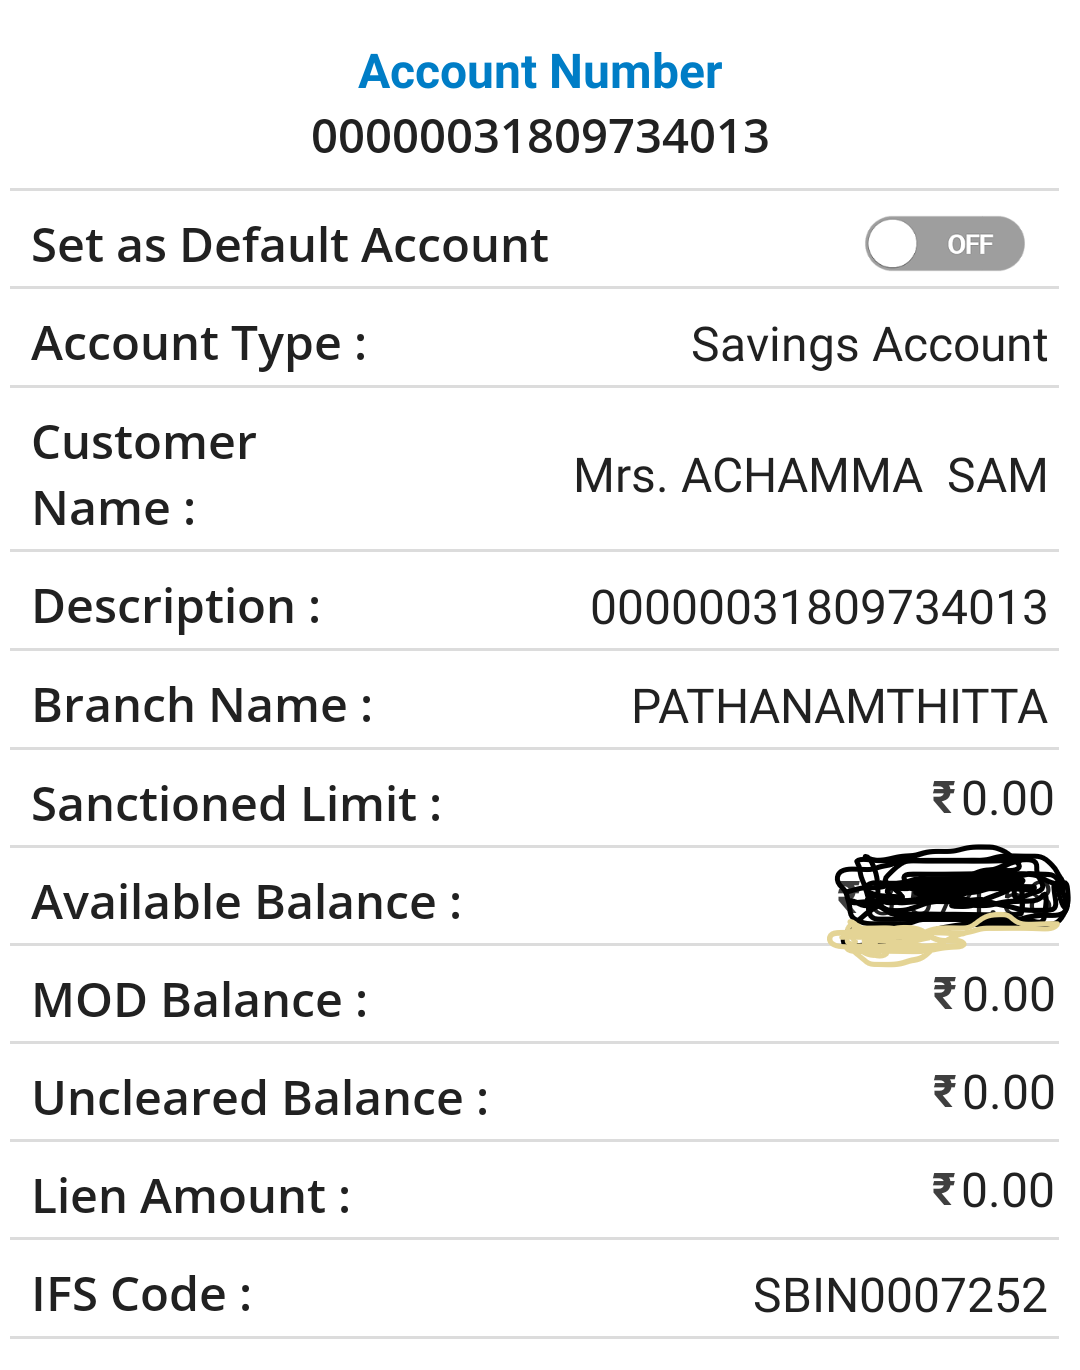 Account Number
00000031809734013
Set as Default Account OFF
Account Type : Savings Account
Customer
Name : Mrs. ACHAMMA SAM
Description : 00000031809734013
Branch Name : PATHANAMTHITTA
Sanctioned Limit : ₹0.00
Available Balance :
MOD Balance : ₹0.00
Uncleared Balance : ₹0.00
Lien Amount : ₹0.00
IFS Code : SBIN0007252